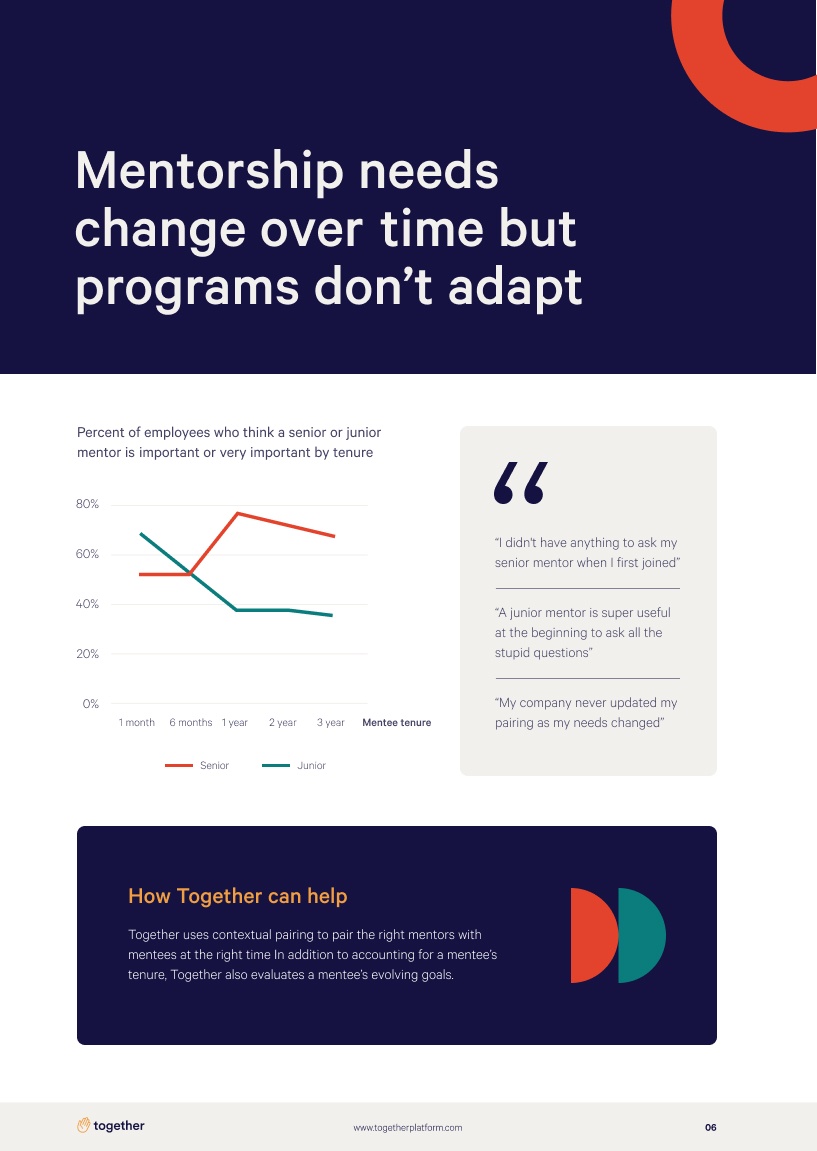 Mentorship needs
change over time but
programs don’t adapt
Percent of employees who think a senior or junior
mentor is important or very important by tenure
80%
60%
40%
20%
0%
1 month 6 months 1 year 2 year 3 year Mentee tenure
Senior Junior
“
“I didn’t have anything to ask my
senior mentor when I first joined”
“A junior mentor is super useful
at the beginning to ask all the
stupid questions”
“My company never updated my
pairing as my needs changed”
How Together can help
Together uses contextual pairing to pair the right mentors with
mentees at the right time In addition to accounting for a mentee’s
tenure, Together also evaluates a mentee’s evolving goals.
together www.togetherplatform.com 06